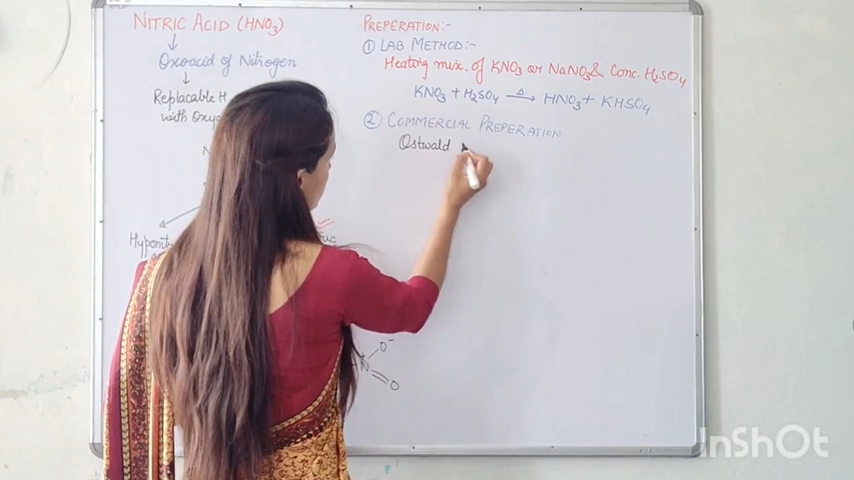 NITRIC ACID (HNO3)
Oxoacid of Nitrogen
Replacable H
with Oxy
PREPERATION:-
① LAB METHOD:-
Heating mix. of KNO3 or NaNO3 & Conc. H2SO4
KNO3 + H2SO4 —Δ→ HNO3 + KHSO4
② COMMERCIAL PREPERATION
Ostwald
Hyponit
ric
N
O-
O
InShOt